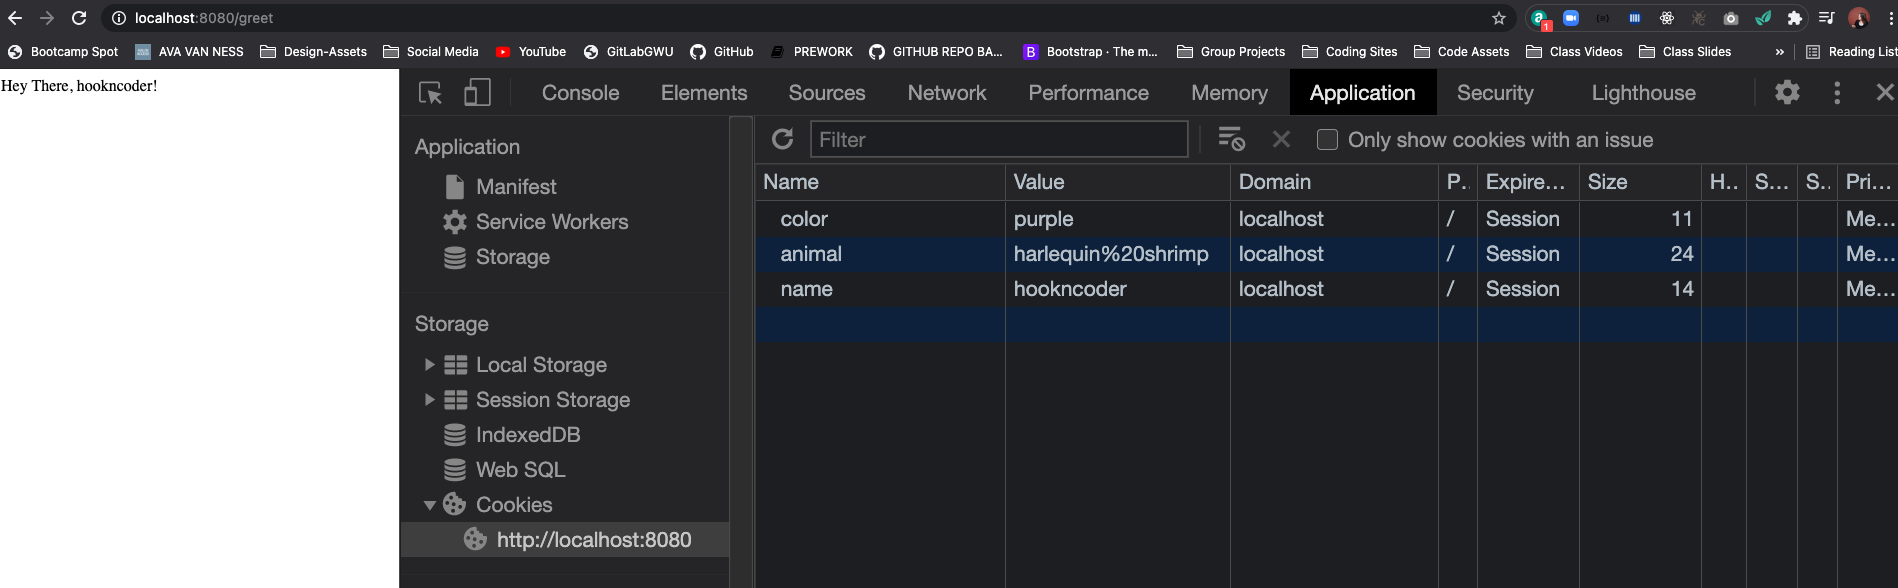 localhost:8080/greet
1
Bootcamp Spot AVA VAN NESS Design-Assets Social Media YouTube GitLabGWU GitHub PREWORK GITHUB REPO BA... B Bootstrap · The m... Group Projects Coding Sites Code Assets Class Videos Class Slides » Reading List
Hey There, hookncoder!
Console Elements Sources Network Performance Memory Application Security Lighthouse
Application
Manifest
Service Workers
Storage
Storage
Local Storage
Session Storage
IndexedDB
Web SQL
Cookies
http://localhost:8080
Filter Only show cookies with an issue
Name Value Domain P.. Expire... Size H.. S... S.. Pri...
color purple localhost / Session 11 Me...
animal harlequin%20shrimp localhost / Session 24 Me...
name hookncoder localhost / Session 14 Me...